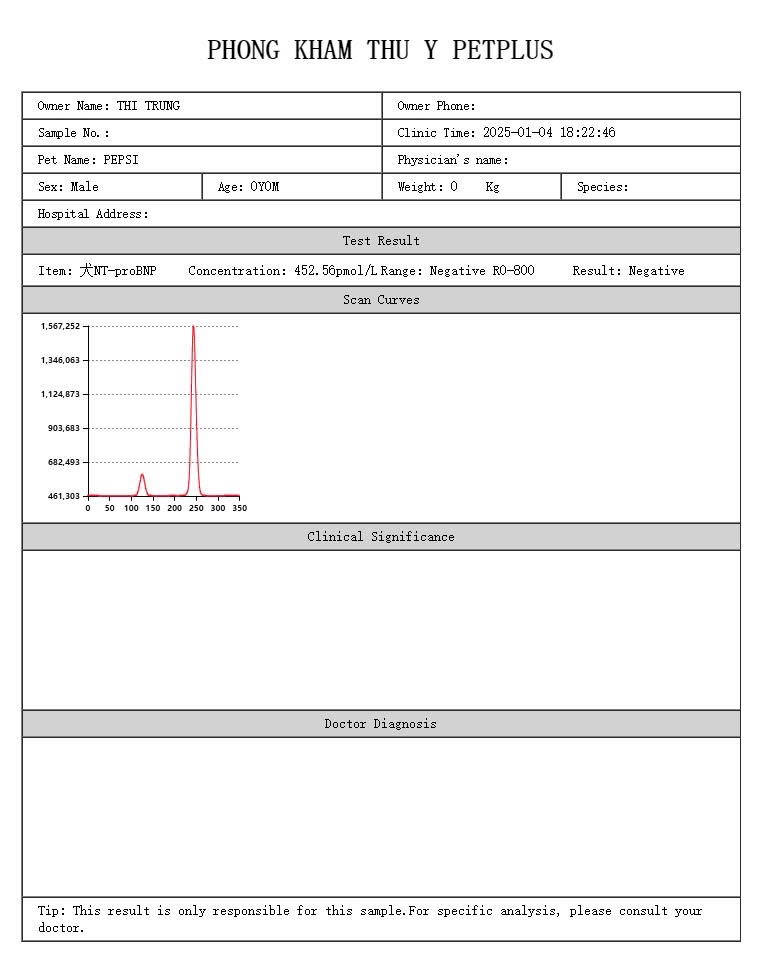 PHONG KHAM THU Y PETPLUS
Owner Name: THI TRUNG Owner Phone:
Sample No.: Clinic Time: 2025-01-04 18:22:46
Pet Name: PEPSI Physician's name:
Sex: Male Age: 0Y0M Weight: 0 Kg Species:
Hospital Address:
Test Result
Item: 犬NT-proBNP Concentration: 452.56pmol/L Range: Negative R0-800 Result: Negative
Scan Curves
1,567,252
1,346,063
1,124,873
903,683
682,493
461,303
0 50 100 150 200 250 300 350
Clinical Significance
Doctor Diagnosis
Tip: This result is only responsible for this sample.For specific analysis, please consult your
doctor.